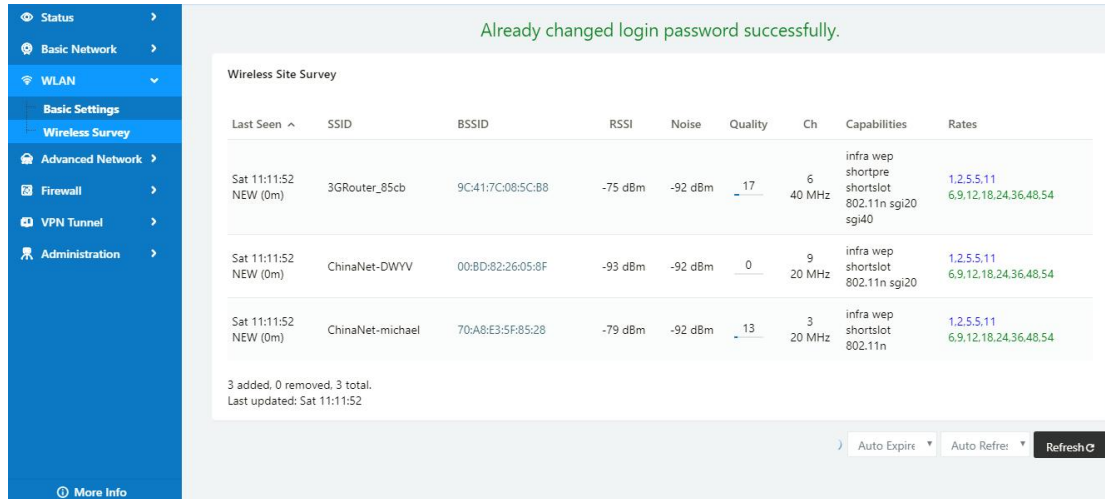 Status
Basic Network
WLAN
Basic Settings
Wireless Survey
Advanced Network
Firewall
VPN Tunnel
Administration
More Info
Already changed login password successfully.
Wireless Site Survey
Last Seen SSID BSSID RSSI Noise Quality Ch Capabilities Rates
Sat 11:11:52
NEW (0m)
3GRouter_85cb
9C:41:7C:08:5C:B8
-75 dBm
-92 dBm
17
6
40 MHz
infra wep
shortpre
shortslot
802.11n sgi20
sgi40
1,2,5.5,11
6,9,12,18,24,36,48,54
Sat 11:11:52
NEW (0m)
ChinaNet-DWYV
00:BD:82:26:05:8F
-93 dBm
-92 dBm
0
9
20 MHz
infra wep
shortslot
802.11n sgi20
1,2,5.5,11
6,9,12,18,24,36,48,54
Sat 11:11:52
NEW (0m)
ChinaNet-michael
70:A8:E3:5F:85:28
-79 dBm
-92 dBm
13
3
20 MHz
infra wep
shortslot
802.11n
1,2,5.5,11
6,9,12,18,24,36,48,54
3 added, 0 removed, 3 total.
Last updated: Sat 11:11:52
Auto Expire
Auto Refres
Refresh